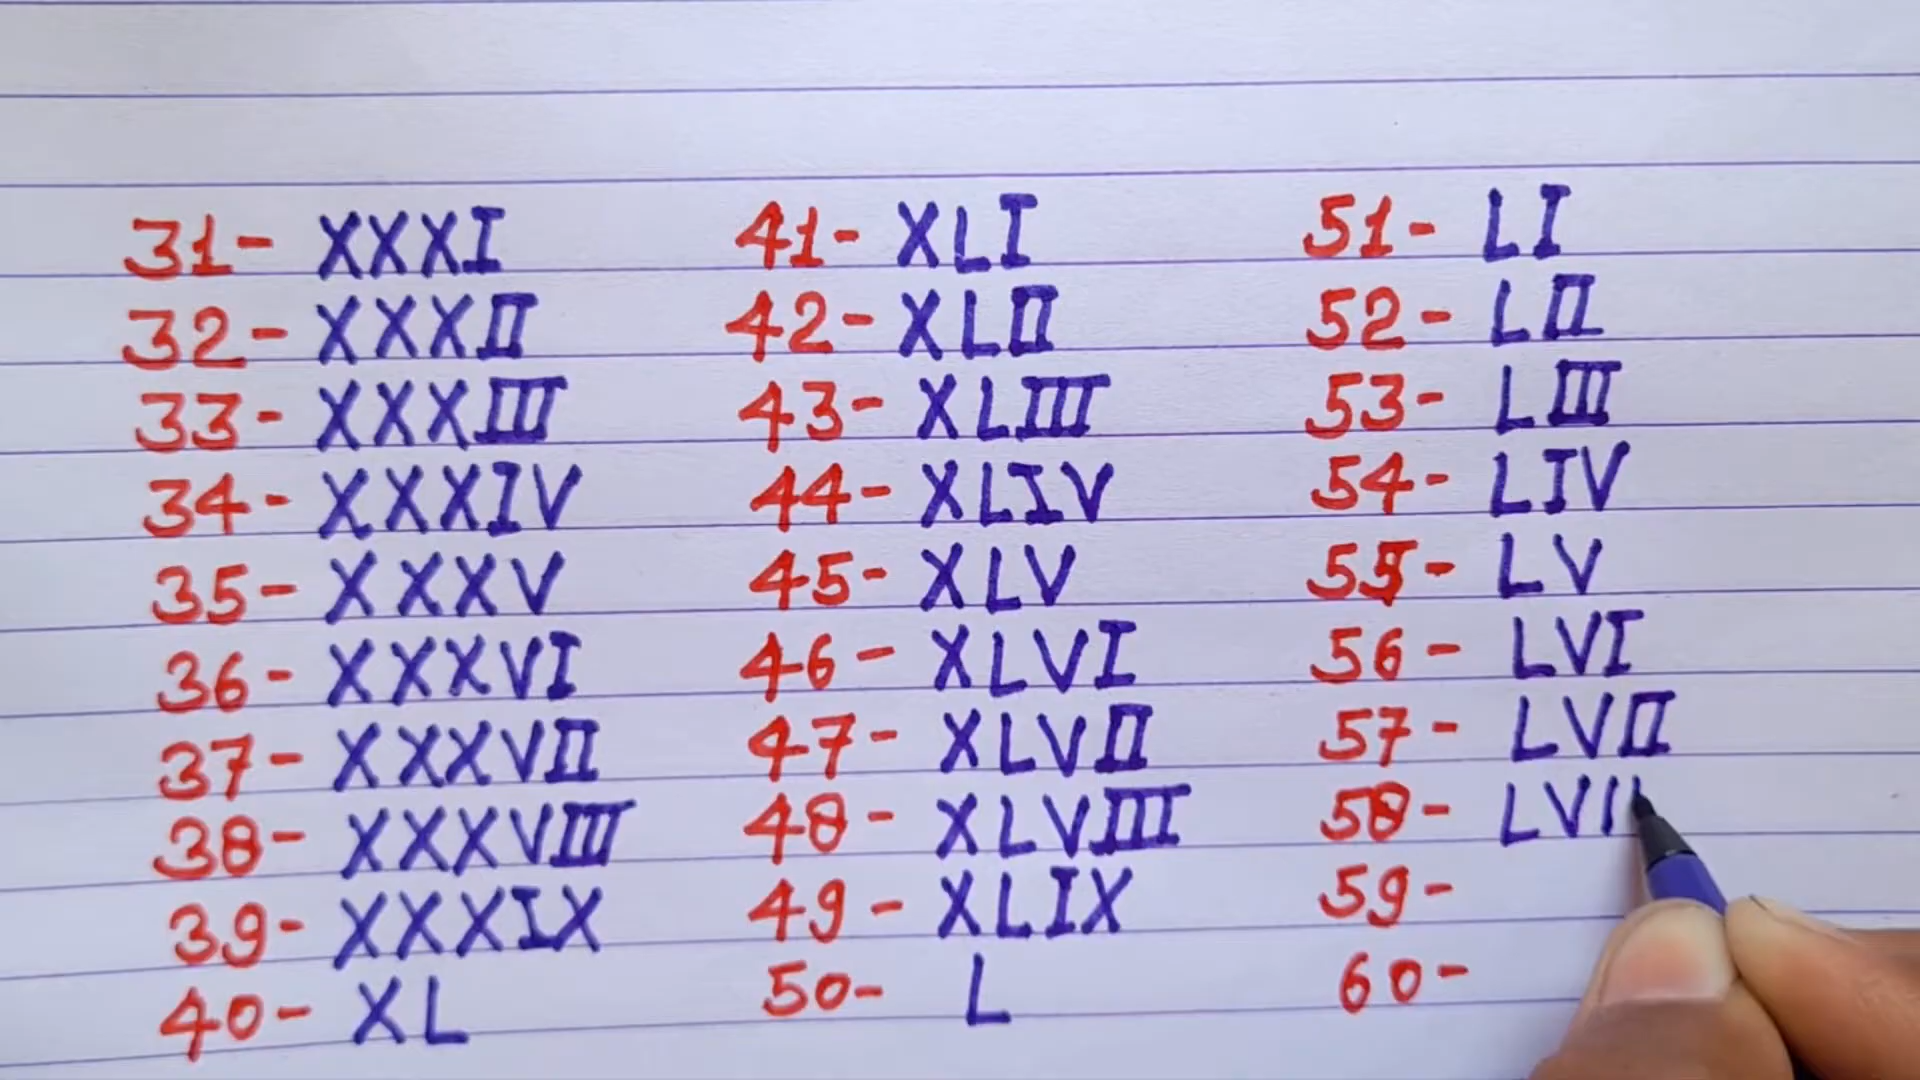 31- XXXI
32- XXXII
33- XXXIII
34- XXXIV
35- XXXV
36- XXXVI
37- XXXVII
38- XXXVIII
39- XXXIX
40- XL
41- XLI
42- XLII
43- XLIII
44- XLIV
45- XLV
46- XLVI
47- XLVII
48- XLVIII
49- XLIX
50- L
51- LI
52- LII
53- LIII
54- LIV
55- LV
56- LVI
57- LVII
58- LVII
59-
60-